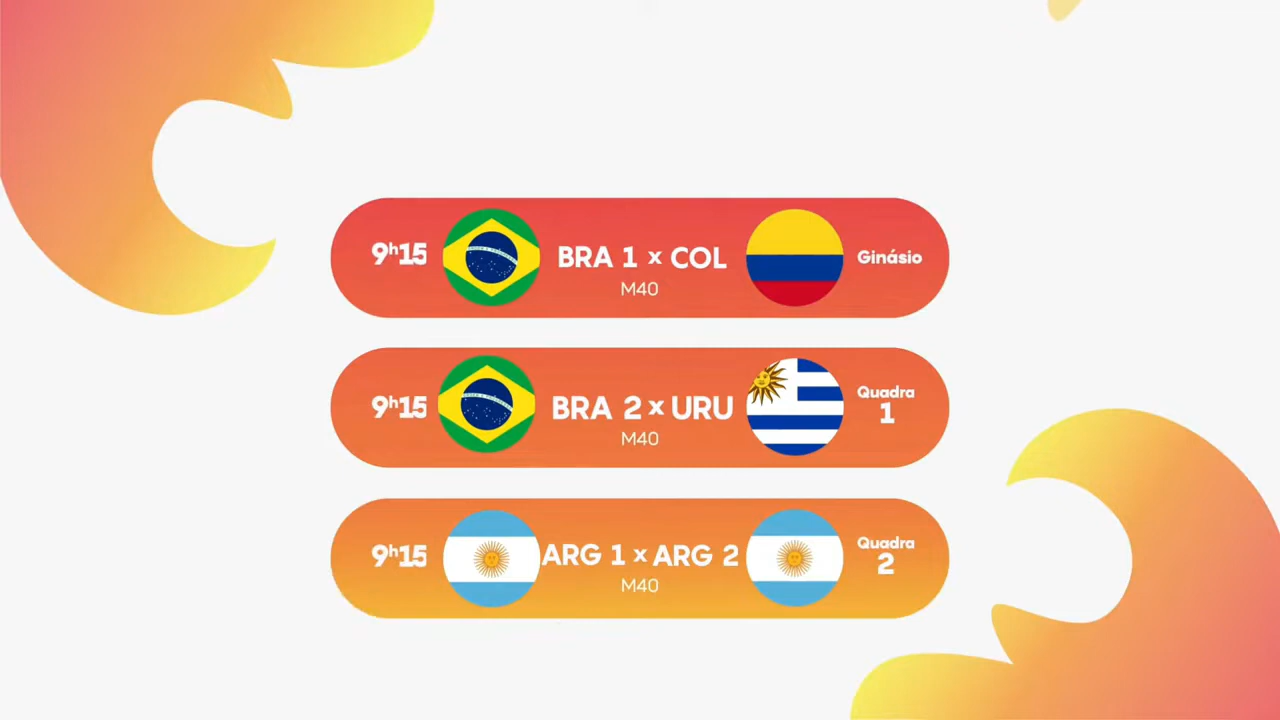 9h15 BRA 1 x COL Ginásio
M40
9h15 BRA 2 x URU Quadra 1
M40
9h15 ARG 1 x ARG 2 Quadra 2
M40